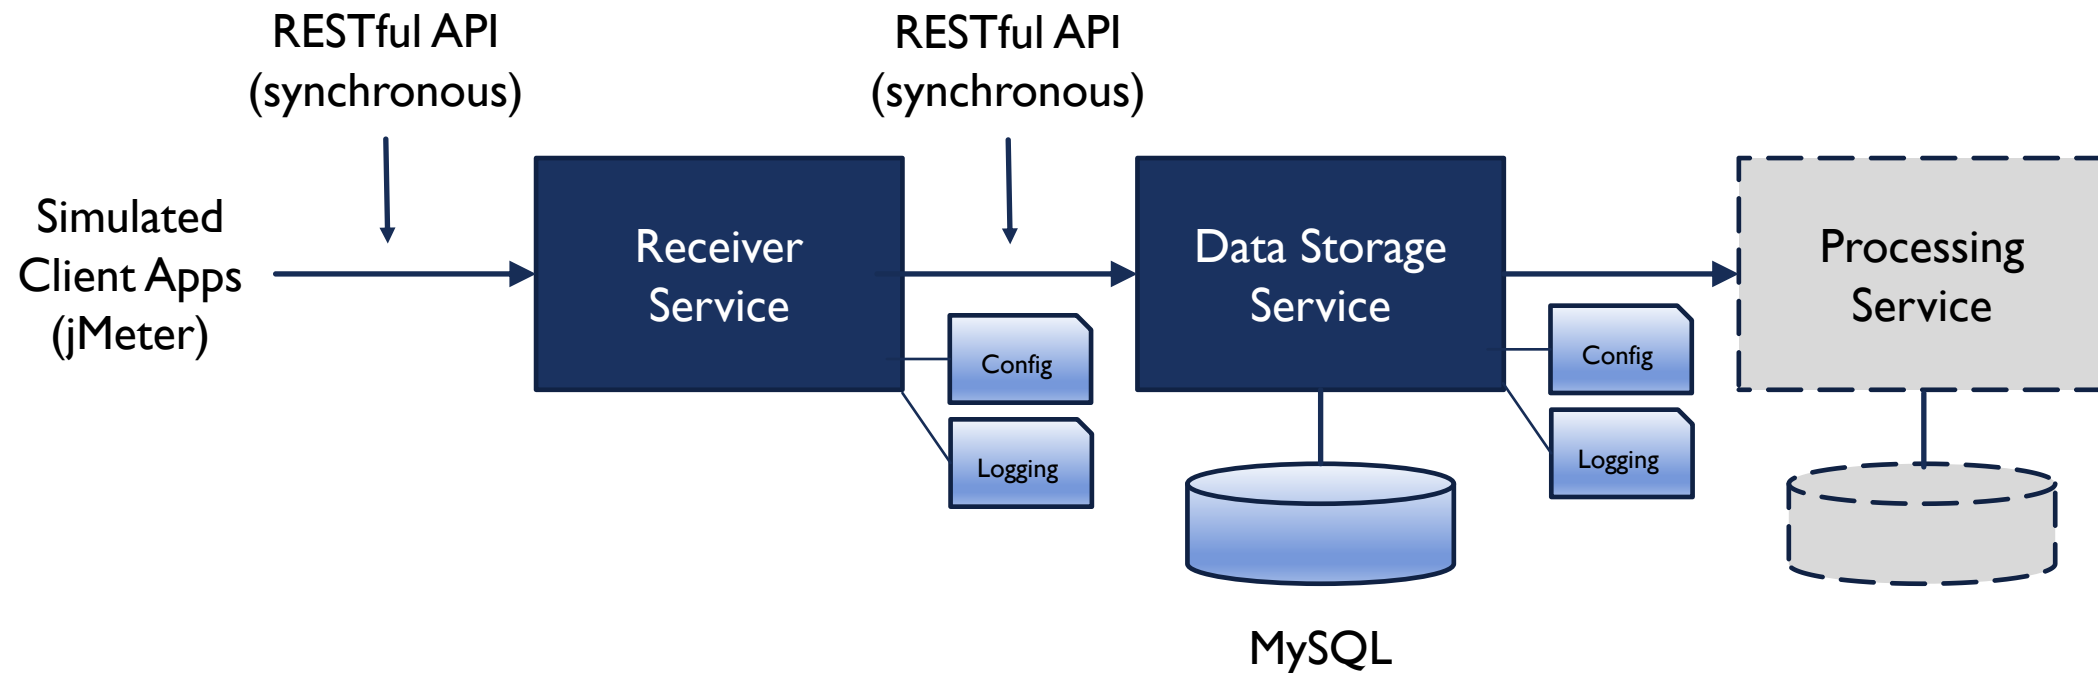 RESTful API
(synchronous)
RESTful API
(synchronous)
Simulated
Client Apps
(jMeter)
Receiver
Service
Data Storage
Service
Processing
Service
Config
Logging
Config
Logging
MySQL